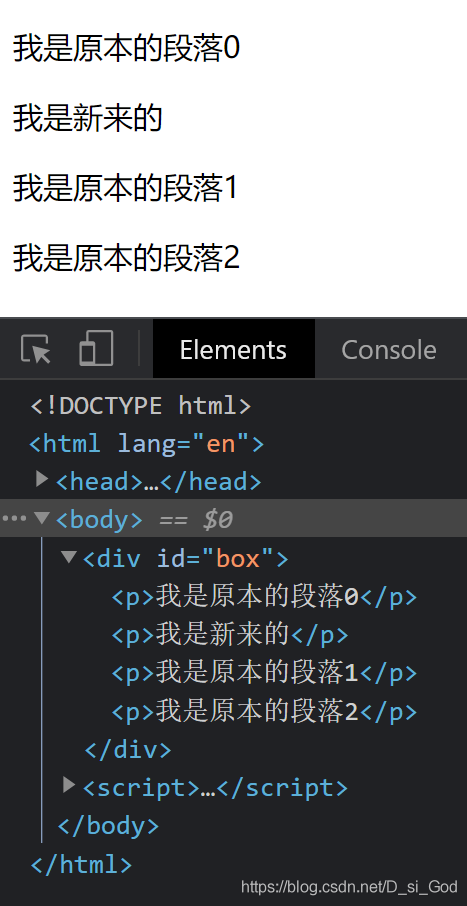 我是原本的段落0
我是新来的
我是原本的段落1
我是原本的段落2
Elements Console
<!DOCTYPE html>
<html lang="en">
<head>…</head>
<body> == $0
<div id="box">
<p>我是原本的段落0</p>
<p>我是新来的</p>
<p>我是原本的段落1</p>
<p>我是原本的段落2</p>
</div>
<script>…</script>
</body>
</html>
https://blog.csdn.net/D_si_God